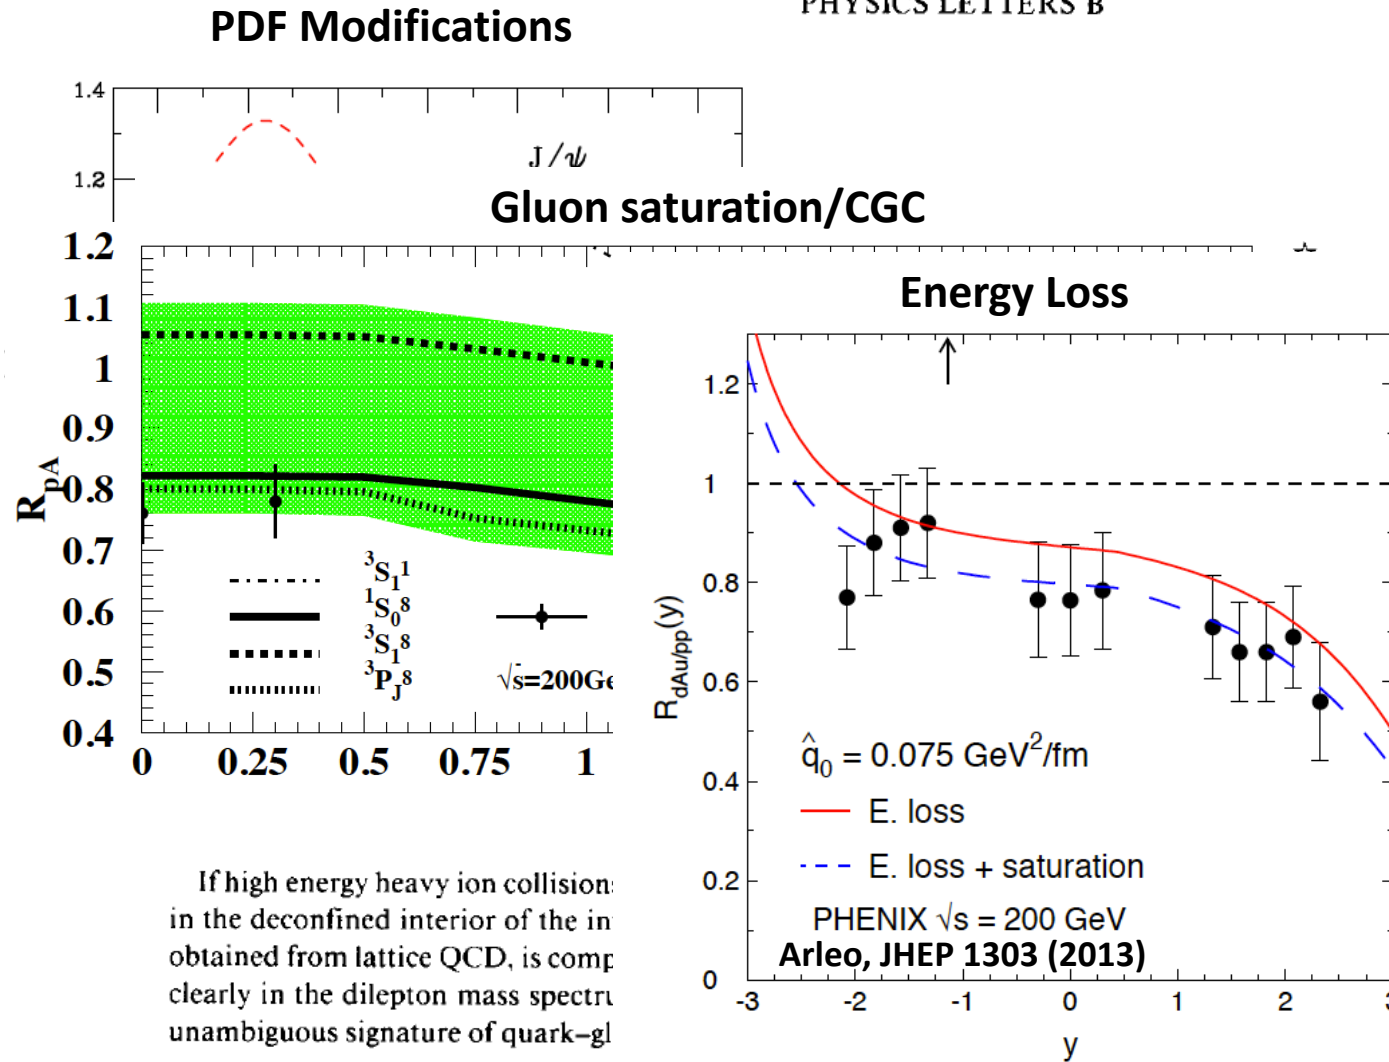 PHYSICS LETTERS B
PDF Modifications
1.4
1.2
J/ψ
Gluon saturation/CGC
1.2
1.1
1
0.9
0.8
0.7
0.6
0.5
0.4
R_pA
0 0.25 0.5 0.75 1
³S₁¹
¹S₀⁸
³S₁⁸
³P_J⁸
√s=200Ge
Energy Loss
1.2
1
0.8
0.6
0.4
0.2
0
R_dAu/pp(y)
q̂₀ = 0.075 GeV²/fm
E. loss
E. loss + saturation
PHENIX √s = 200 GeV
Arleo, JHEP 1303 (2013)
-3 -2 -1 0 1 2 3
y
If high energy heavy ion collision
in the deconfined interior of the in
obtained from lattice QCD, is comp
clearly in the dilepton mass spectru
unambiguous signature of quark–gl